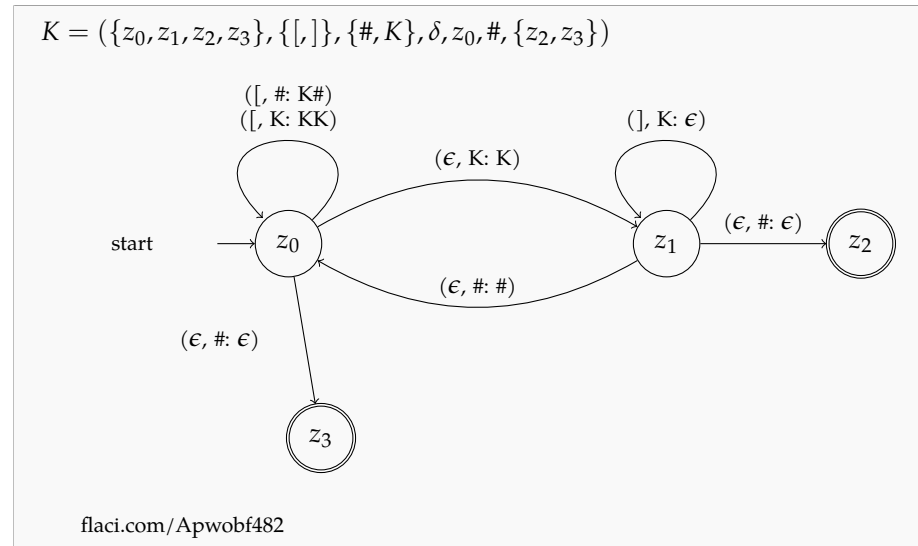 K = ({z₀, z₁, z₂, z₃}, {[, ]}, {#, K}, δ, z₀, #, {z₂, z₃})
([, #: K#)
([, K: KK)
(], K: ϵ)
(ϵ, K: K)
(ϵ, #: ϵ)
start
z₀
z₁
z₂
(ϵ, #: #)
(ϵ, #: ϵ)
z₃
flaci.com/Apwobf482